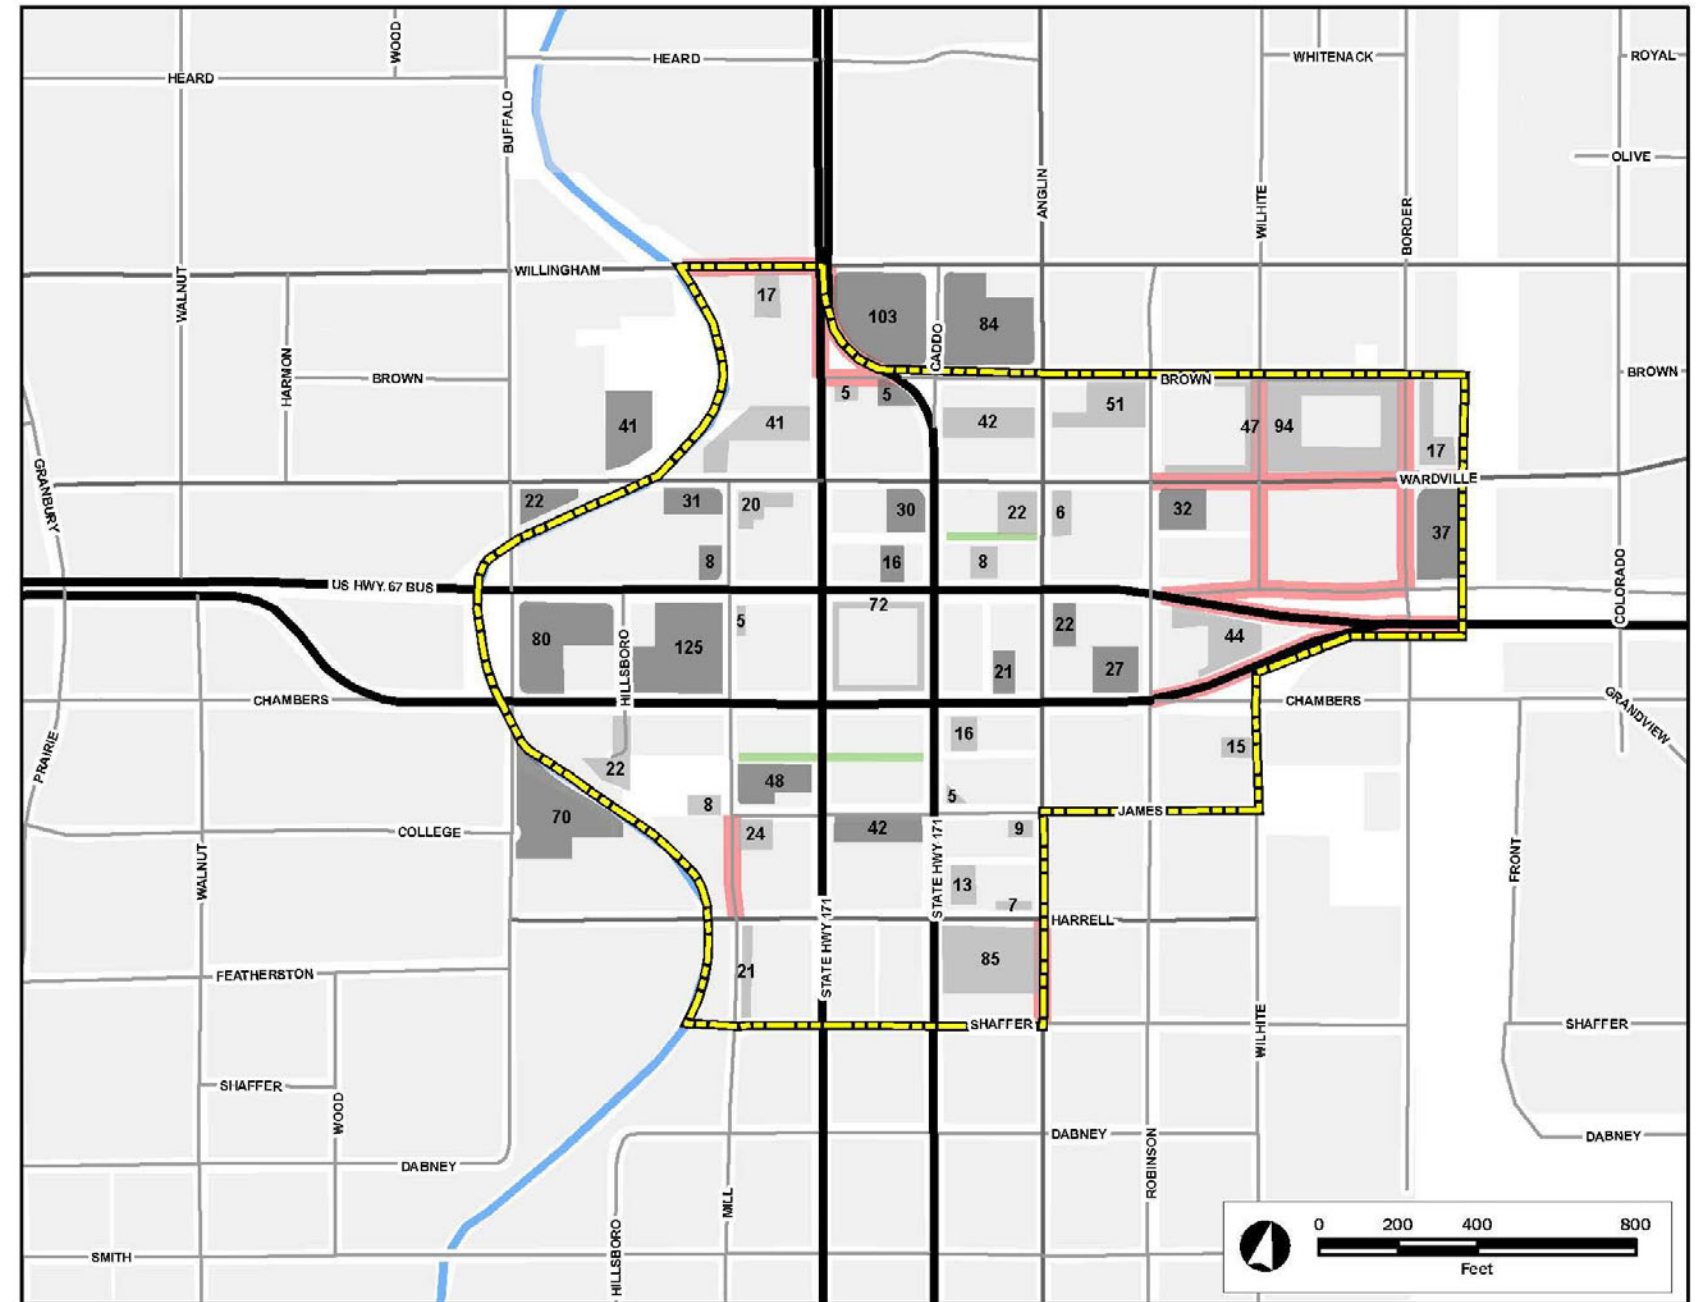 WOOD
HEARD
HEARD
WHITENACK
ROYAL
BUFFALO
OLIVE
ANGLIN
WILHITE
BORDER
WALNUT
WILLINGHAM
17
103
84
CADDO
HARMON
BROWN
BROWN
BROWN
5
5
51
41
41
42
47
94
17
GRANBURY
WARDVILLE
22
31
20
30
22
6
32
37
8
16
8
COLORADO
US HWY. 67 BUS
72
80
HILLSBORO
125
5
22
44
21
27
CHAMBERS
CHAMBERS
GRANDVIEW
PRAIRIE
16
15
22
48
5
8
JAMES
70
COLLEGE
24
42
9
STATE HWY. 171
FRONT
WALNUT
13
7
STATE HWY. 171
HARRELL
85
FEATHERSTON
21
SHAFFER
SHAFFER
WILHITE
SHAFFER
WOOD
DABNEY
DABNEY
DABNEY
ROBINSON
MILL
HILLSBORO
SMITH
0 200 400 800
Feet